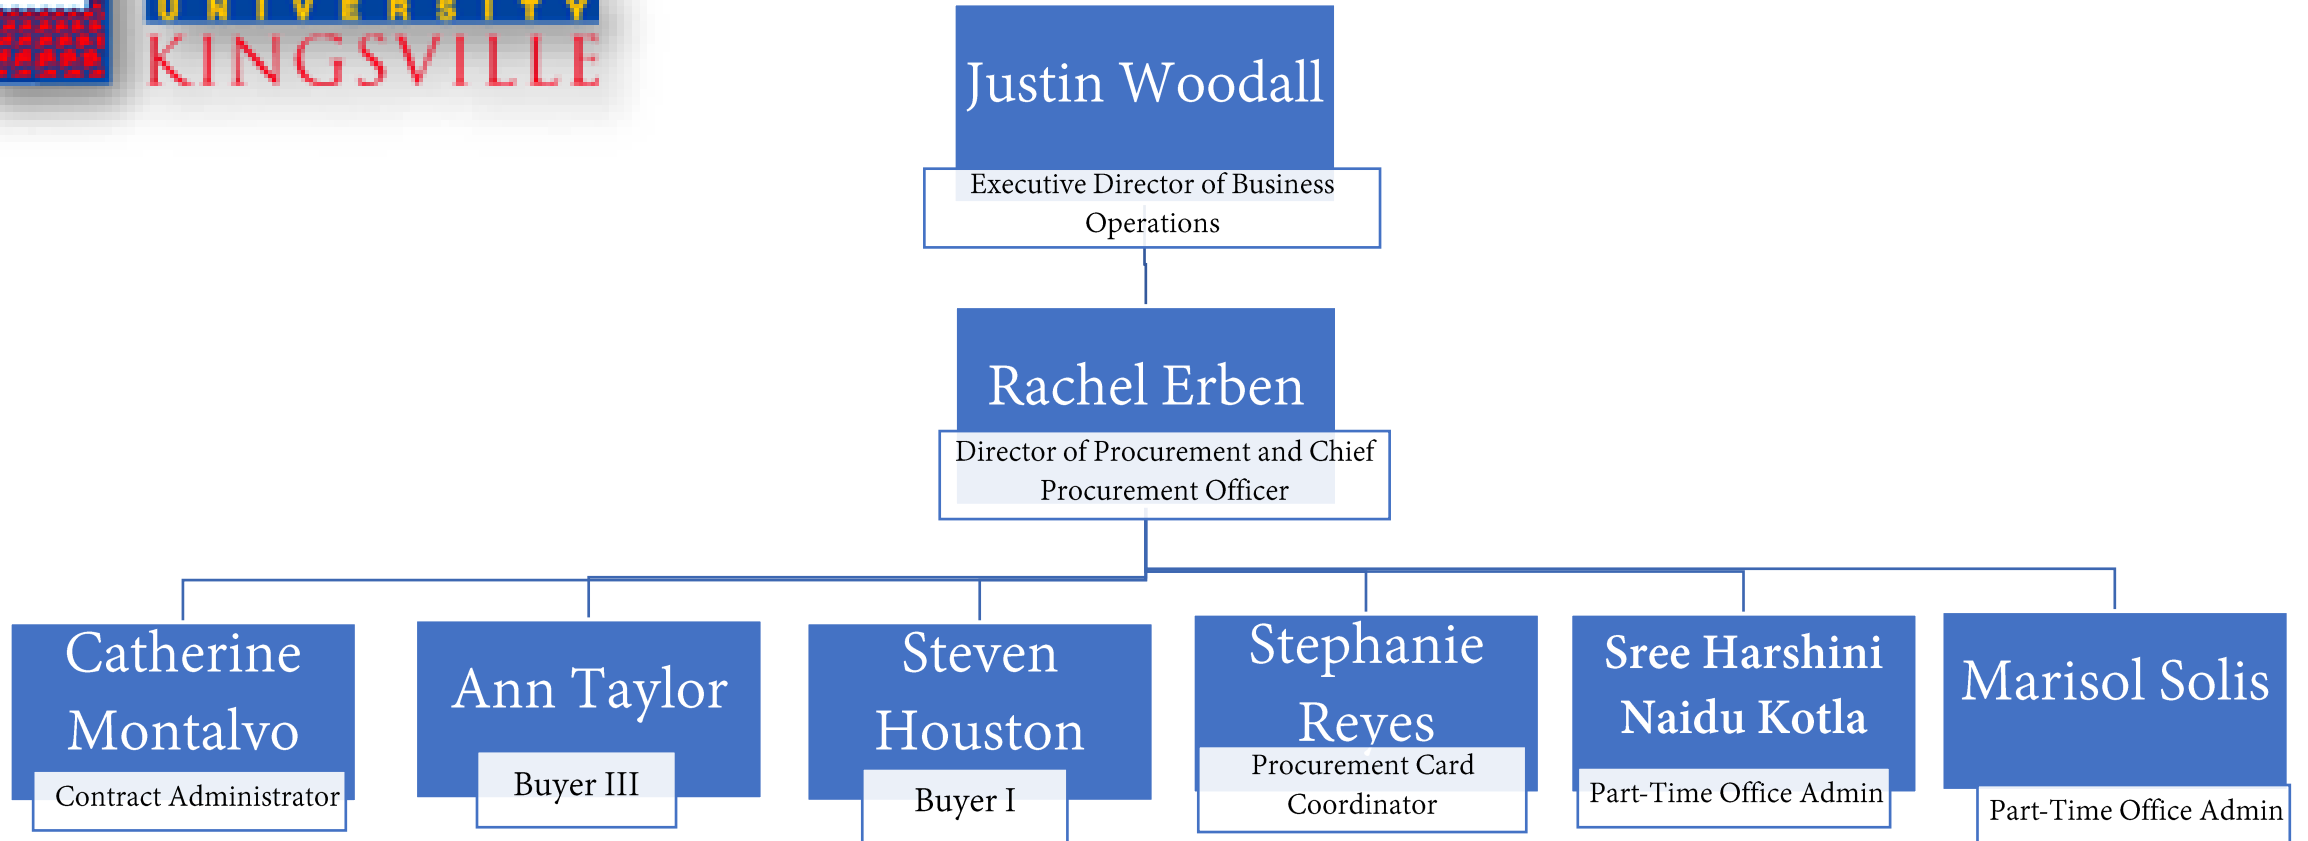 UNIVERSITY
KINGSVILLE
Justin Woodall
Executive Director of Business
Operations
Rachel Erben
Director of Procurement and Chief
Procurement Officer
Catherine
Montalvo
Contract Administrator
Ann Taylor
Buyer III
Steven
Houston
Buyer I
Stephanie
Reyes
Procurement Card
Coordinator
Sree Harshini
Naidu Kotla
Part-Time Office Admin
Marisol Solis
Part-Time Office Admin